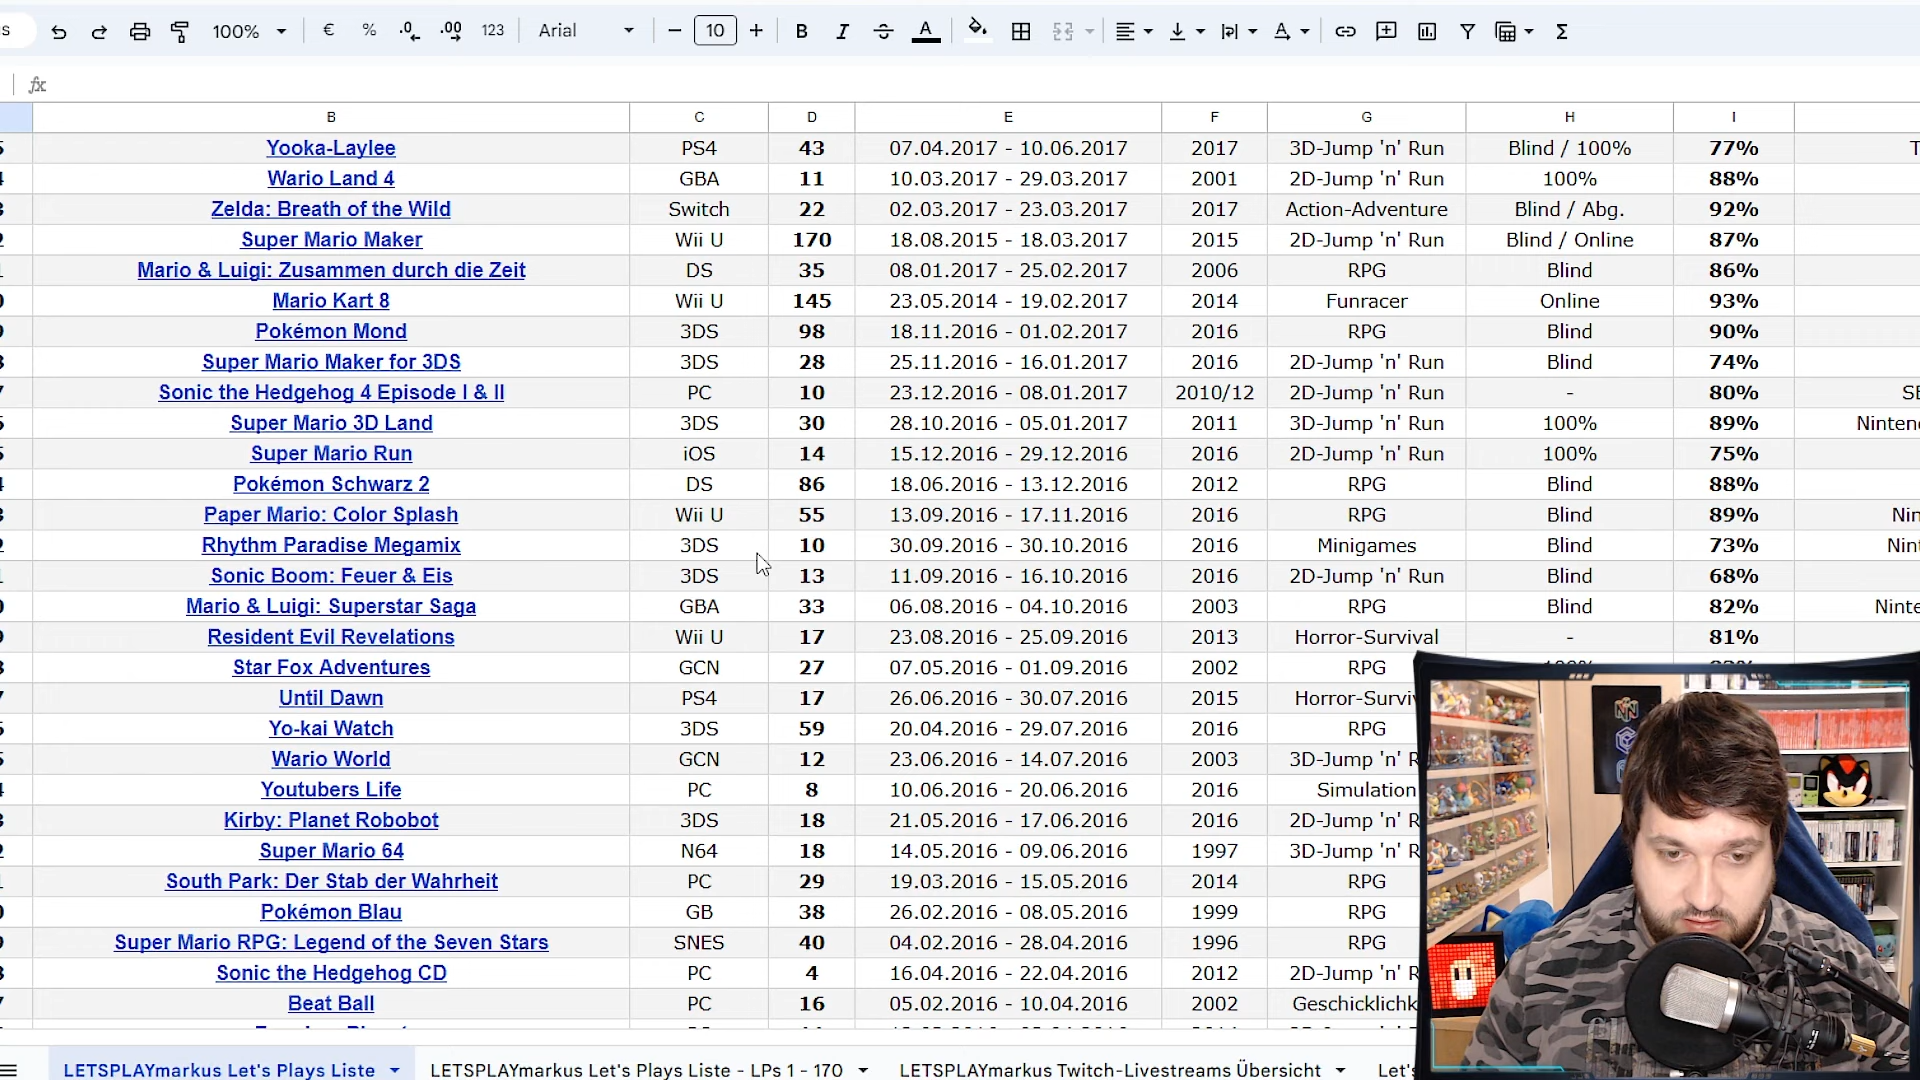 s 100% € % .0 .00 123 Arial − 10 + B I A Σ
fx
B C D E F G H I
Yooka-Laylee PS4 43 07.04.2017 - 10.06.2017 2017 3D-Jump 'n' Run Blind / 100% 77% T
Wario Land 4 GBA 11 10.03.2017 - 29.03.2017 2001 2D-Jump 'n' Run 100% 88%
Zelda: Breath of the Wild Switch 22 02.03.2017 - 23.03.2017 2017 Action-Adventure Blind / Abg. 92%
Super Mario Maker Wii U 170 18.08.2015 - 18.03.2017 2015 2D-Jump 'n' Run Blind / Online 87%
Mario & Luigi: Zusammen durch die Zeit DS 35 08.01.2017 - 25.02.2017 2006 RPG Blind 86%
Mario Kart 8 Wii U 145 23.05.2014 - 19.02.2017 2014 Funracer Online 93%
Pokémon Mond 3DS 98 18.11.2016 - 01.02.2017 2016 RPG Blind 90%
Super Mario Maker for 3DS 3DS 28 25.11.2016 - 16.01.2017 2016 2D-Jump 'n' Run Blind 74%
Sonic the Hedgehog 4 Episode I & II PC 10 23.12.2016 - 08.01.2017 2010/12 2D-Jump 'n' Run - 80% SE
Super Mario 3D Land 3DS 30 28.10.2016 - 05.01.2017 2011 3D-Jump 'n' Run 100% 89% Ninten
Super Mario Run iOS 14 15.12.2016 - 29.12.2016 2016 2D-Jump 'n' Run 100% 75%
Pokémon Schwarz 2 DS 86 18.06.2016 - 13.12.2016 2012 RPG Blind 88%
Paper Mario: Color Splash Wii U 55 13.09.2016 - 17.11.2016 2016 RPG Blind 89% Nin
Rhythm Paradise Megamix 3DS 10 30.09.2016 - 30.10.2016 2016 Minigames Blind 73% Nint
Sonic Boom: Feuer & Eis 3DS 13 11.09.2016 - 16.10.2016 2016 2D-Jump 'n' Run Blind 68%
Mario & Luigi: Superstar Saga GBA 33 06.08.2016 - 04.10.2016 2003 RPG Blind 82% Ninte
Resident Evil Revelations Wii U 17 23.08.2016 - 25.09.2016 2013 Horror-Survival - 81%
Star Fox Adventures GCN 27 07.05.2016 - 01.09.2016 2002 RPG
Until Dawn PS4 17 26.06.2016 - 30.07.2016 2015 Horror-Surviv
Yo-kai Watch 3DS 59 20.04.2016 - 29.07.2016 2016 RPG
Wario World GCN 12 23.06.2016 - 14.07.2016 2003 3D-Jump 'n' R
Youtubers Life PC 8 10.06.2016 - 20.06.2016 2016 Simulation
Kirby: Planet Robobot 3DS 18 21.05.2016 - 17.06.2016 2016 2D-Jump 'n' R
Super Mario 64 N64 18 14.05.2016 - 09.06.2016 1997 3D-Jump 'n' R
South Park: Der Stab der Wahrheit PC 29 19.03.2016 - 15.05.2016 2014 RPG
Pokémon Blau GB 38 26.02.2016 - 08.05.2016 1999 RPG
Super Mario RPG: Legend of the Seven Stars SNES 40 04.02.2016 - 28.04.2016 1996 RPG
Sonic the Hedgehog CD PC 4 16.04.2016 - 22.04.2016 2012 2D-Jump 'n' R
Beat Ball PC 16 05.02.2016 - 10.04.2016 2002 Geschicklichk
LETSPLAYmarkus Let's Plays Liste LETSPLAYmarkus Let's Plays Liste - LPs 1 - 170 LETSPLAYmarkus Twitch-Livestreams Übersicht Let's